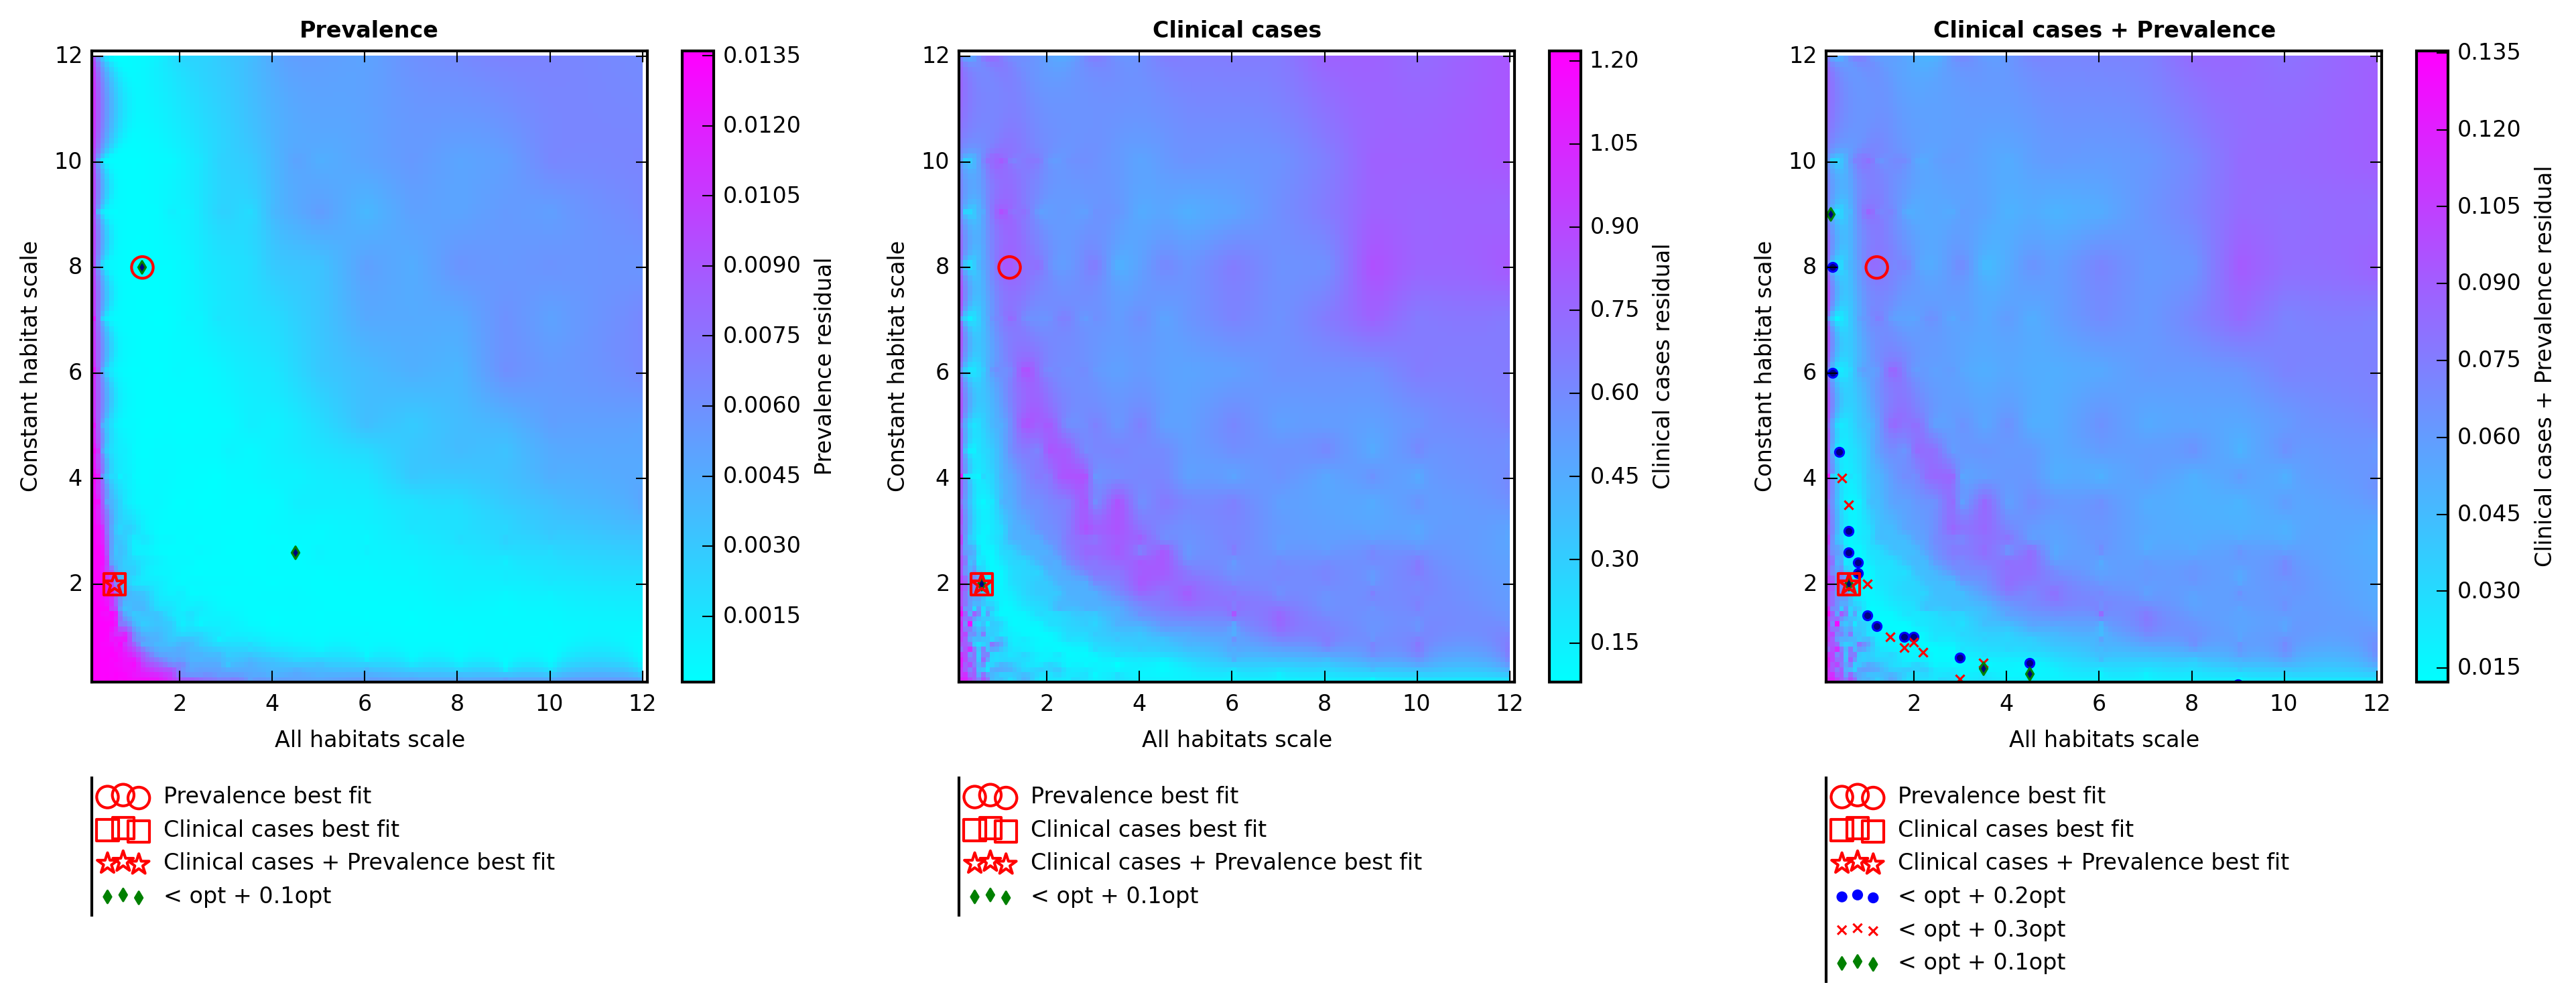 Prevalence
Clinical cases
Clinical cases + Prevalence
12
10
8
6
4
2
2 4 6 8 10 12
Constant habitat scale
All habitats scale
0.0135
0.0120
0.0105
0.0090
0.0075
0.0060
0.0045
0.0030
0.0015
Prevalence residual
12
10
8
6
4
2
2 4 6 8 10 12
Constant habitat scale
All habitats scale
1.20
1.05
0.90
0.75
0.60
0.45
0.30
0.15
Clinical cases residual
12
10
8
6
4
2
2 4 6 8 10 12
Constant habitat scale
All habitats scale
0.135
0.120
0.105
0.090
0.075
0.060
0.045
0.030
0.015
Clinical cases + Prevalence residual
Prevalence best fit
Clinical cases best fit
Clinical cases + Prevalence best fit
< opt + 0.1opt
Prevalence best fit
Clinical cases best fit
Clinical cases + Prevalence best fit
< opt + 0.1opt
Prevalence best fit
Clinical cases best fit
Clinical cases + Prevalence best fit
< opt + 0.2opt
< opt + 0.3opt
< opt + 0.1opt